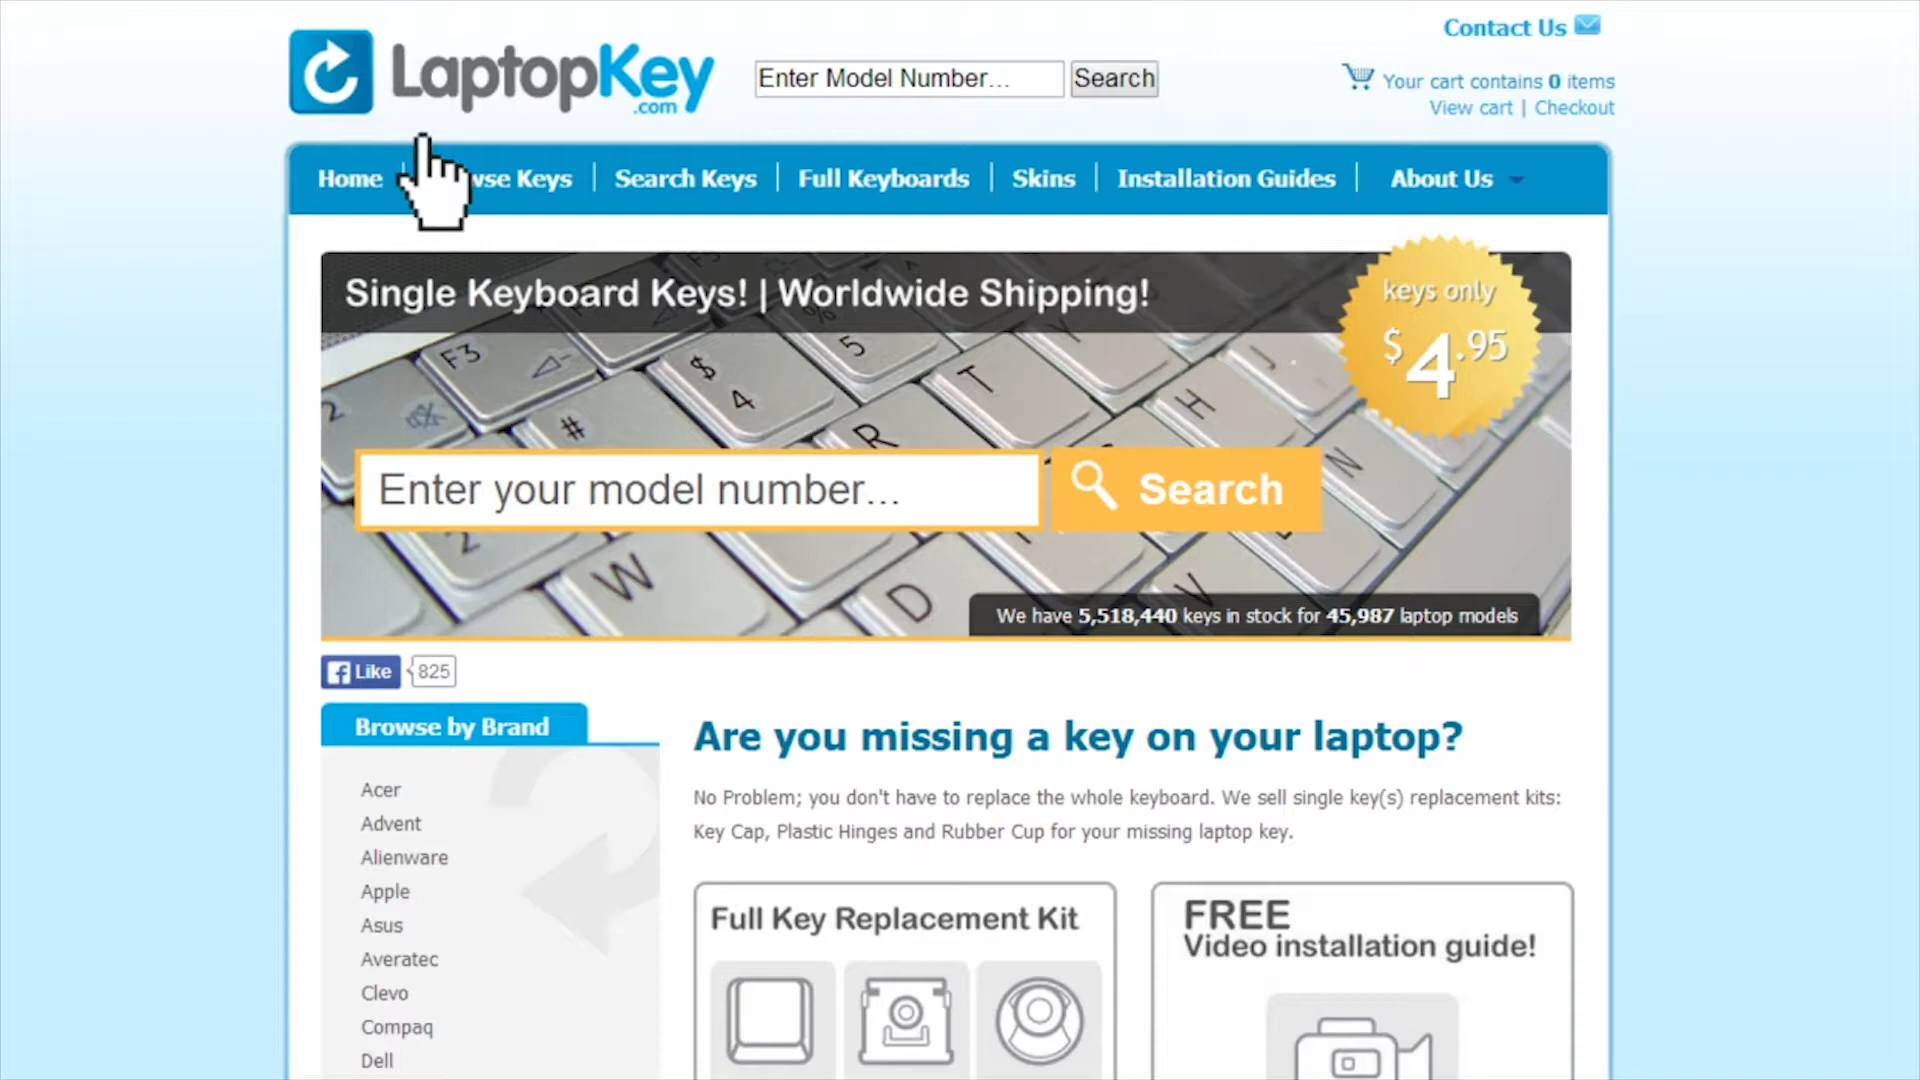 Contact Us
LaptopKey
.com
Enter Model Number...
Search
Your cart contains 0 items
View cart | Checkout
Home
wse Keys
Search Keys
Full Keyboards
Skins
Installation Guides
About Us
Single Keyboard Keys! | Worldwide Shipping!
keys only
$4.95
F3
$
4
5
T
H
2
#
R
N
Enter your model number...
Search
2
W
D
V
We have 5,518,440 keys in stock for 45,987 laptop models
Like
825
Browse by Brand
Acer
Advent
Alienware
Apple
Asus
Averatec
Clevo
Compaq
Dell
Are you missing a key on your laptop?
No Problem; you don't have to replace the whole keyboard. We sell single key(s) replacement kits:
Key Cap, Plastic Hinges and Rubber Cup for your missing laptop key.
Full Key Replacement Kit
FREE
Video installation guide!